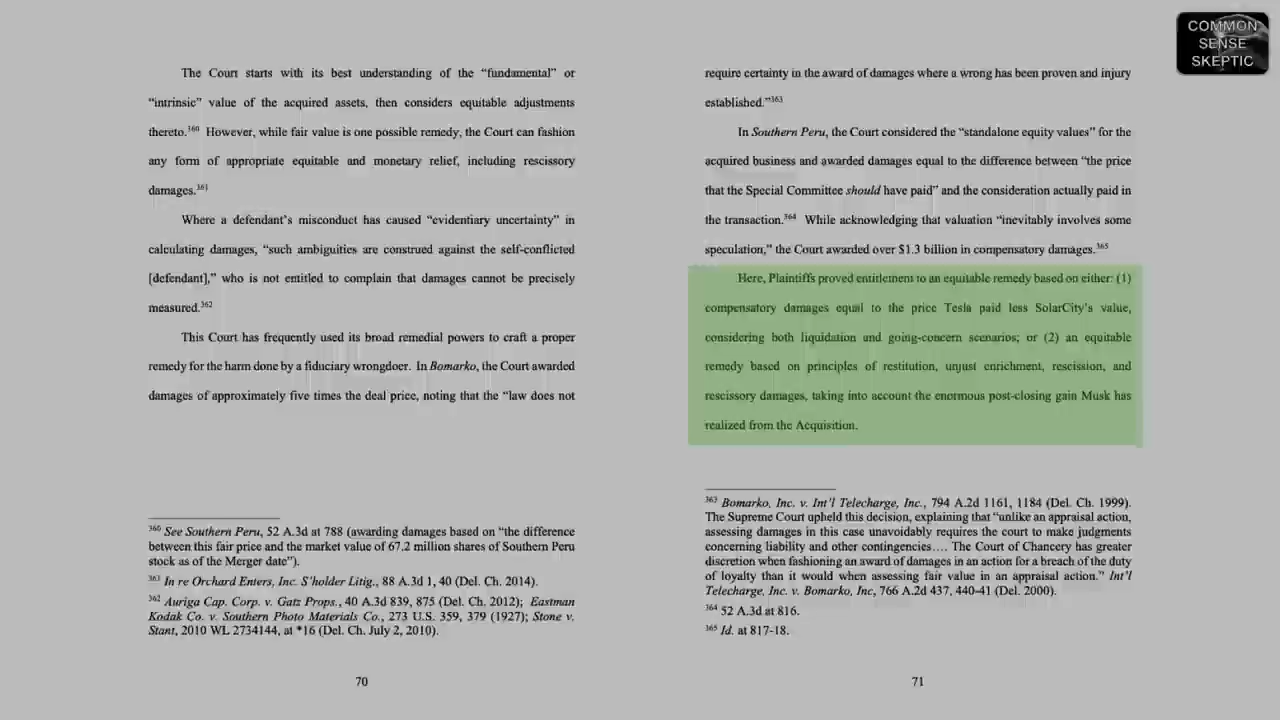 COMMON
SENSE
SKEPTIC
The Court starts with its best understanding of the “fundamental” or
“intrinsic” value of the acquired assets, then considers equitable adjustments
thereto.360 However, while fair value is one possible remedy, the Court can fashion
any form of appropriate equitable and monetary relief, including rescissory
damages.361
Where a defendant’s misconduct has caused “evidentiary uncertainty” in
calculating damages, “such ambiguities are construed against the self-conflicted
[defendant],” who is not entitled to complain that damages cannot be precisely
measured.362
This Court has frequently used its broad remedial powers to craft a proper
remedy for the harm done by a fiduciary wrongdoer. In Bomarko, the Court awarded
damages of approximately five times the deal price, noting that the “law does not
360 See Southern Peru, 52 A.3d at 788 (awarding damages based on “the difference
between this fair price and the market value of 67.2 million shares of Southern Peru
stock as of the Merger date”).
361 In re Orchard Enters, Inc. S’holder Litig., 88 A.3d 1, 40 (Del. Ch. 2014).
362 Auriga Cap. Corp. v. Gatz Props., 40 A.3d 839, 875 (Del. Ch. 2012); Eastman
Kodak Co. v. Southern Photo Materials Co., 273 U.S. 359, 379 (1927); Stone v.
Stant, 2010 WL 2734144, at *16 (Del. Ch. July 2, 2010).
70
require certainty in the award of damages where a wrong has been proven and injury
established.”363
In Southern Peru, the Court considered the “standalone equity values” for the
acquired business and awarded damages equal to the difference between “the price
that the Special Committee should have paid” and the consideration actually paid in
the transaction.364 While acknowledging that valuation “inevitably involves some
speculation,” the Court awarded over $1.3 billion in compensatory damages.365
Here, Plaintiffs proved entitlement to an equitable remedy based on either: (1)
compensatory damages equal to the price Tesla paid less SolarCity’s value,
considering both liquidation and going-concern scenarios; or (2) an equitable
remedy based on principles of restitution, unjust enrichment, rescission, and
rescissory damages, taking into account the enormous post-closing gain Musk has
realized from the Acquisition.
363 Bomarko, Inc. v. Int’l Telecharge, Inc., 794 A.2d 1161, 1184 (Del. Ch. 1999).
The Supreme Court upheld this decision, explaining that “unlike an appraisal action,
assessing damages in this case unavoidably requires the court to make judgments
concerning liability and other contingencies…. The Court of Chancery has greater
discretion when fashioning an award of damages in an action for a breach of the duty
of loyalty than it would when assessing fair value in an appraisal action.” Int’l
Telecharge, Inc. v. Bomarko, Inc, 766 A.2d 437, 440-41 (Del. 2000).
364 52 A.3d at 816.
365 Id. at 817-18.
71